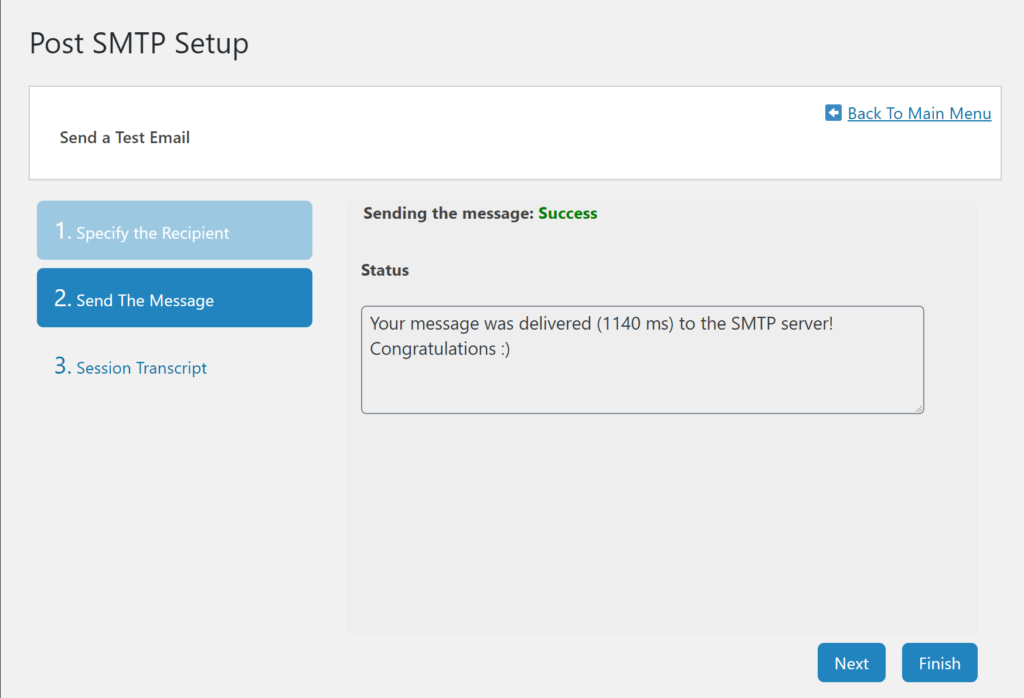 Post SMTP Setup
Back To Main Menu
Send a Test Email
1. Specify the Recipient
2. Send The Message
3. Session Transcript
Sending the message: Success
Status
Your message was delivered (1140 ms) to the SMTP server!
Congratulations :)
Next
Finish